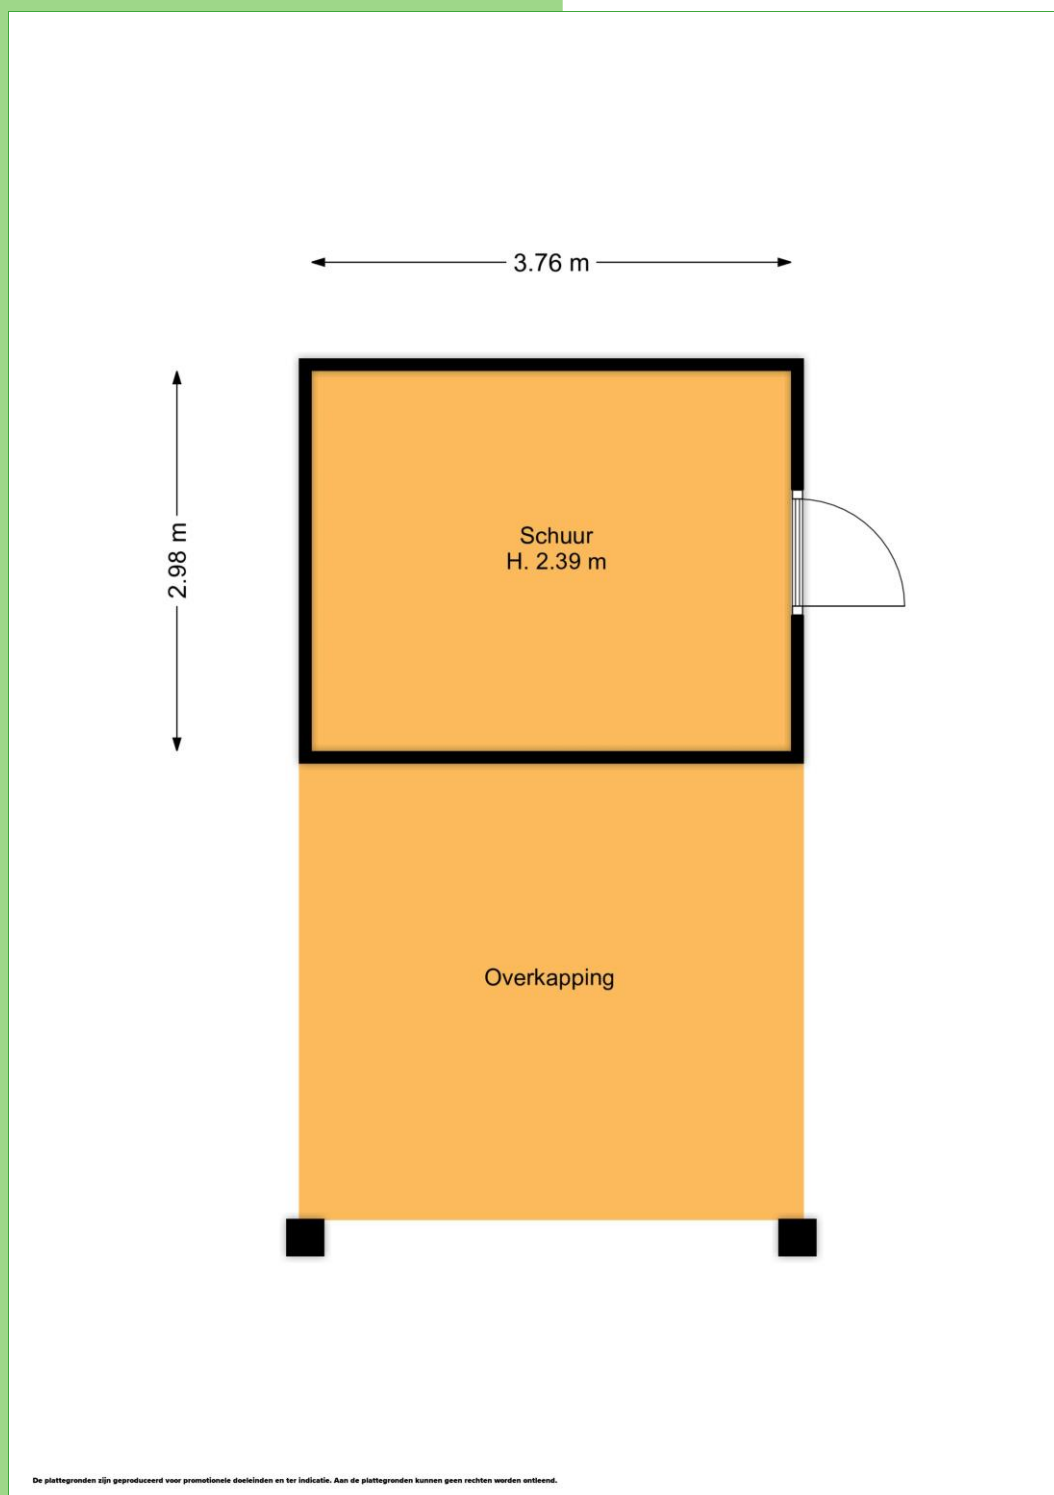 3.76 m
2.98 m
Schuur
H. 2.39 m
Overkapping
De plattegronden zijn geproduceerd voor promotionele doeleinden en ter indicatie. Aan de plattegronden kunnen geen rechten worden ontleend.